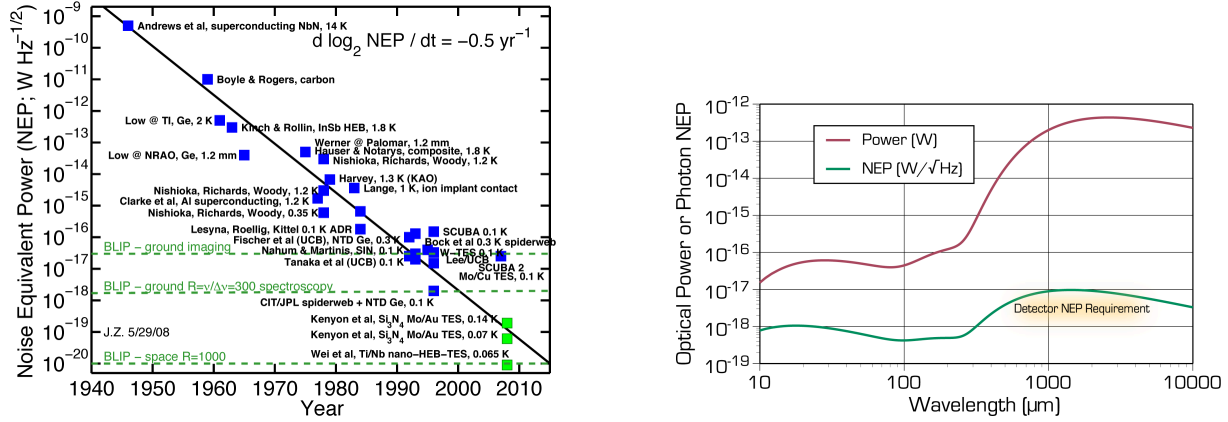 Noise Equivalent Power (NEP; W Hz−1/2)
10−9
10−10
10−11
10−12
10−13
10−14
10−15
10−16
10−17
10−18
10−19
10−20
Andrews et al, superconducting NbN, 14 K
d log2 NEP / dt = −0.5 yr−1
Boyle & Rogers, carbon
Low @ TI, Ge, 2 K
Kinch & Rollin, InSb HEB, 1.8 K
Werner @ Palomar, 1.2 mm
Low @ NRAO, Ge, 1.2 mm
Hauser & Notarys, composite, 1.8 K
Nishioka, Richards, Woody, 1.2 K
Harvey, 1.3 K (KAO)
Nishioka, Richards, Woody, 1.2 K
Lange, 1 K, ion implant contact
Clarke et al, Al superconducting, 1.2 K
Nishioka, Richards, Woody, 0.35 K
Lesyna, Roellig, Kittel 0.1 K ADR
SCUBA 0.1 K
Fischer et al (UCB), NTD Ge, 0.3 K
Bock et al 0.3 K spiderweb
BLIP − ground imaging
Nahum & Martinis, SIN, 0.1 K
W−TES 0.1 K
Tanaka et al (UCB) 0.1 K
Lee/UCB
SCUBA 2
Mo/Cu TES, 0.1 K
BLIP − ground R=ν/Δν=300 spectroscopy
CIT/JPL spiderweb + NTD Ge, 0.1 K
Kenyon et al, Si3N4 Mo/Au TES, 0.14 K
J.Z. 5/29/08
Kenyon et al, Si3N4 Mo/Au TES, 0.07 K
BLIP − space R=1000
Wei et al, Ti/Nb nano−HEB−TES, 0.065 K
1940 1950 1960 1970 1980 1990 2000 2010
Year
Optical Power or Photon NEP
10-12
10-13
10-14
10-15
10-16
10-17
10-18
10-19
Power [W]
NEP [W/√Hz]
Detector NEP Requirement
10 100 1000 10000
Wavelength [µm]